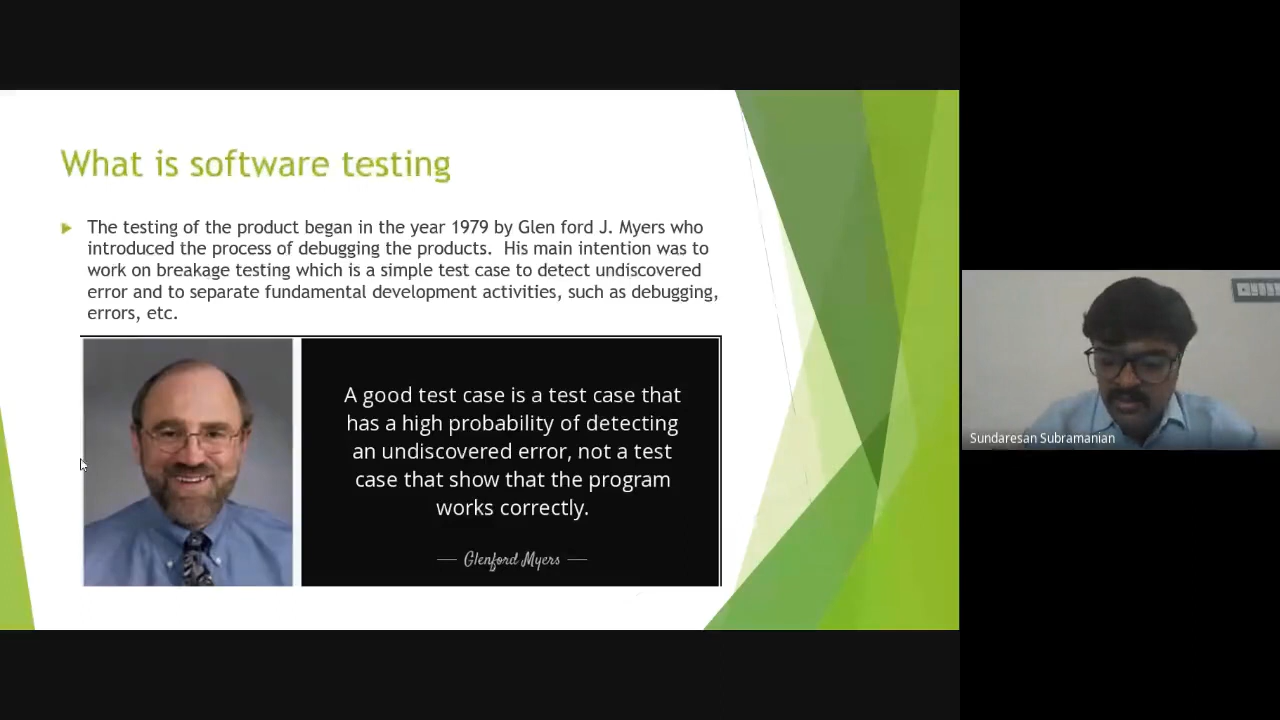 What is software testing
The testing of the product began in the year 1979 by Glen ford J. Myers who
introduced the process of debugging the products.  His main intention was to
work on breakage testing which is a simple test case to detect undiscovered
error and to separate fundamental development activities, such as debugging,
errors, etc.
A good test case is a test case that
has a high probability of detecting
an undiscovered error, not a test
case that show that the program
works correctly.
Glenford Myers
Sundaresan Subramanian